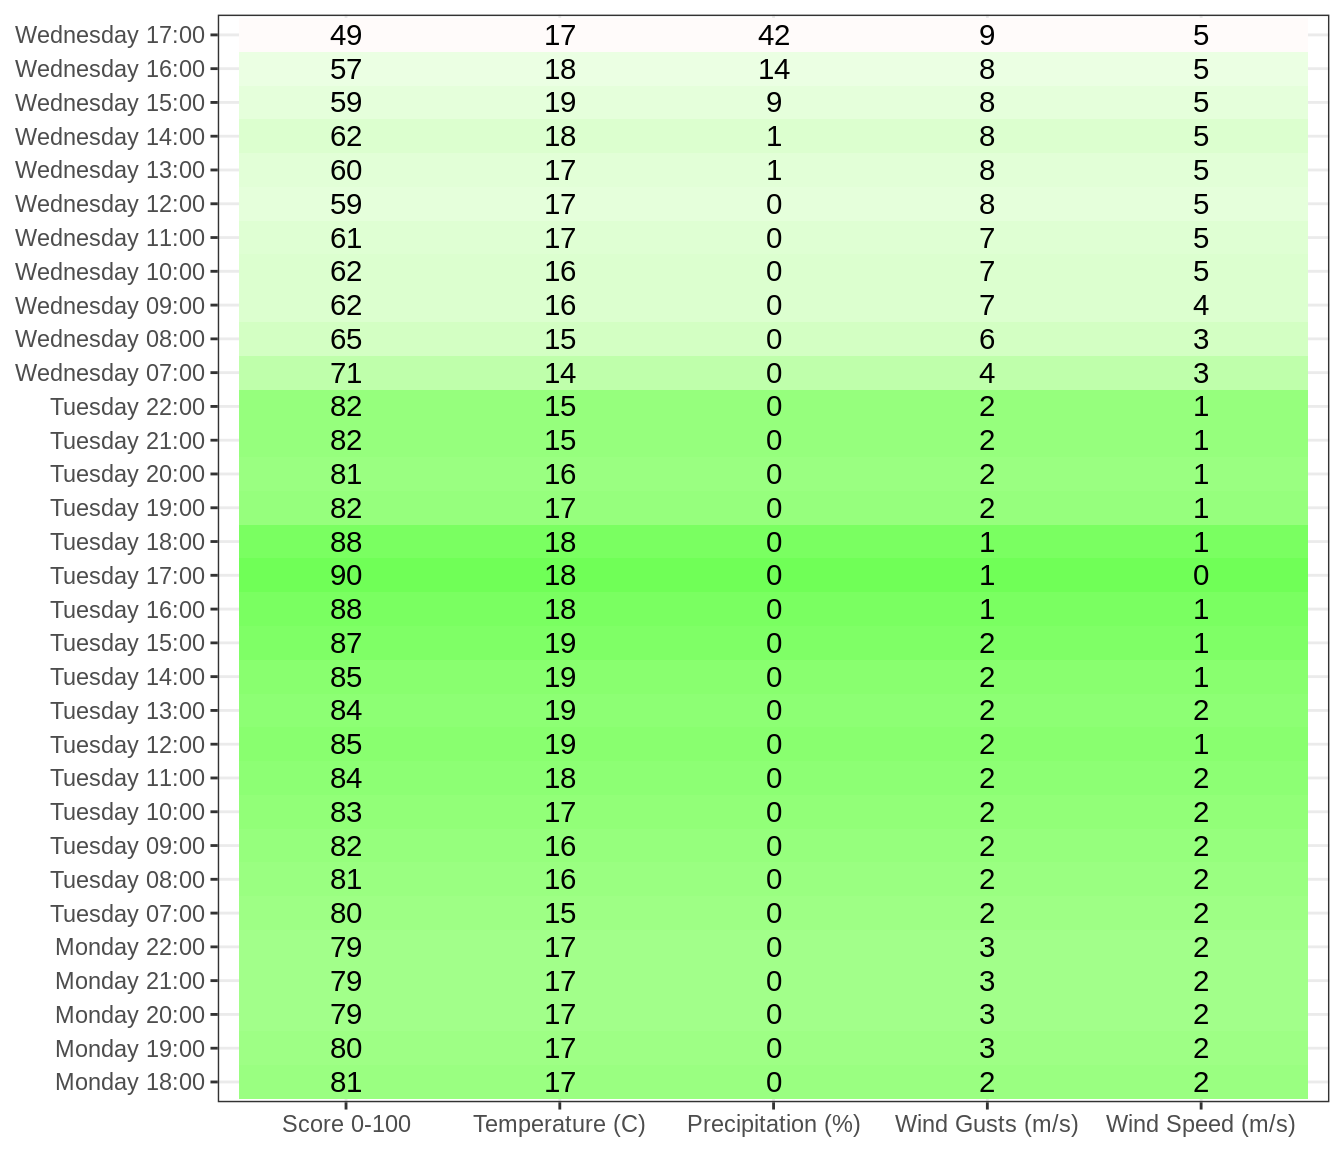 Wednesday 17:00 49 17 42 9 5
Wednesday 16:00 57 18 14 8 5
Wednesday 15:00 59 19 9 8 5
Wednesday 14:00 62 18 1 8 5
Wednesday 13:00 60 17 1 8 5
Wednesday 12:00 59 17 0 8 5
Wednesday 11:00 61 17 0 7 5
Wednesday 10:00 62 16 0 7 5
Wednesday 09:00 62 16 0 7 4
Wednesday 08:00 65 15 0 6 3
Wednesday 07:00 71 14 0 4 3
Tuesday 22:00 82 15 0 2 1
Tuesday 21:00 82 15 0 2 1
Tuesday 20:00 81 16 0 2 1
Tuesday 19:00 82 17 0 2 1
Tuesday 18:00 88 18 0 1 1
Tuesday 17:00 90 18 0 1 0
Tuesday 16:00 88 18 0 1 1
Tuesday 15:00 87 19 0 2 1
Tuesday 14:00 85 19 0 2 1
Tuesday 13:00 84 19 0 2 2
Tuesday 12:00 85 19 0 2 1
Tuesday 11:00 84 18 0 2 2
Tuesday 10:00 83 17 0 2 2
Tuesday 09:00 82 16 0 2 2
Tuesday 08:00 81 16 0 2 2
Tuesday 07:00 80 15 0 2 2
Monday 22:00 79 17 0 3 2
Monday 21:00 79 17 0 3 2
Monday 20:00 79 17 0 3 2
Monday 19:00 80 17 0 3 2
Monday 18:00 81 17 0 2 2
Score 0-100 Temperature (C) Precipitation (%) Wind Gusts (m/s) Wind Speed (m/s)